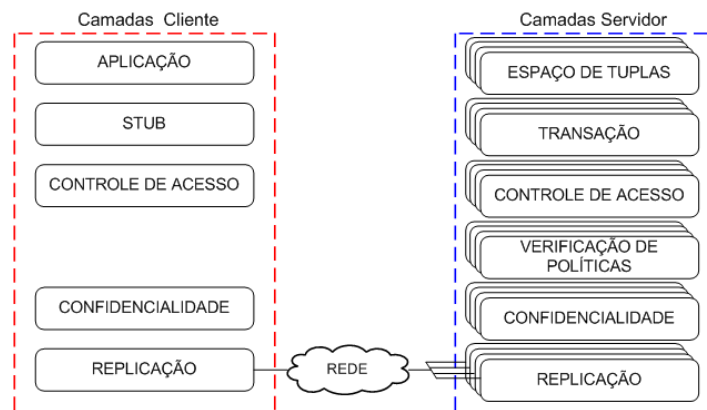 Camadas Cliente
APLICAÇÃO
STUB
CONTROLE DE ACESSO
CONFIDENCIALIDADE
REPLICAÇÃO
REDE
Camadas Servidor
ESPAÇO DE TUPLAS
TRANSAÇÃO
CONTROLE DE ACESSO
VERIFICAÇÃO DE
POLÍTICAS
CONFIDENCIALIDADE
REPLICAÇÃO